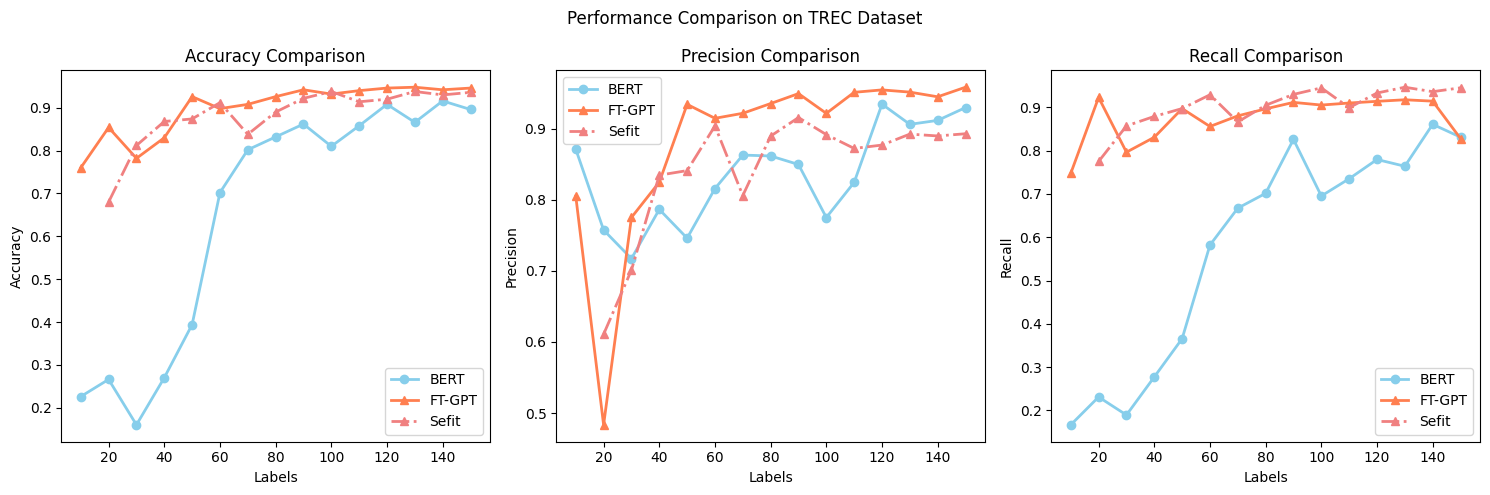 Performance Comparison on TREC Dataset
Accuracy Comparison
Accuracy
0.9
0.8
0.7
0.6
0.5
0.4
0.3
0.2
20 40 60 80 100 120 140
Labels
BERT
FT-GPT
Sefit
Precision Comparison
Precision
0.9
0.8
0.7
0.6
0.5
20 40 60 80 100 120 140
Labels
BERT
FT-GPT
Sefit
Recall Comparison
Recall
0.9
0.8
0.7
0.6
0.5
0.4
0.3
0.2
20 40 60 80 100 120 140
Labels
BERT
FT-GPT
Sefit